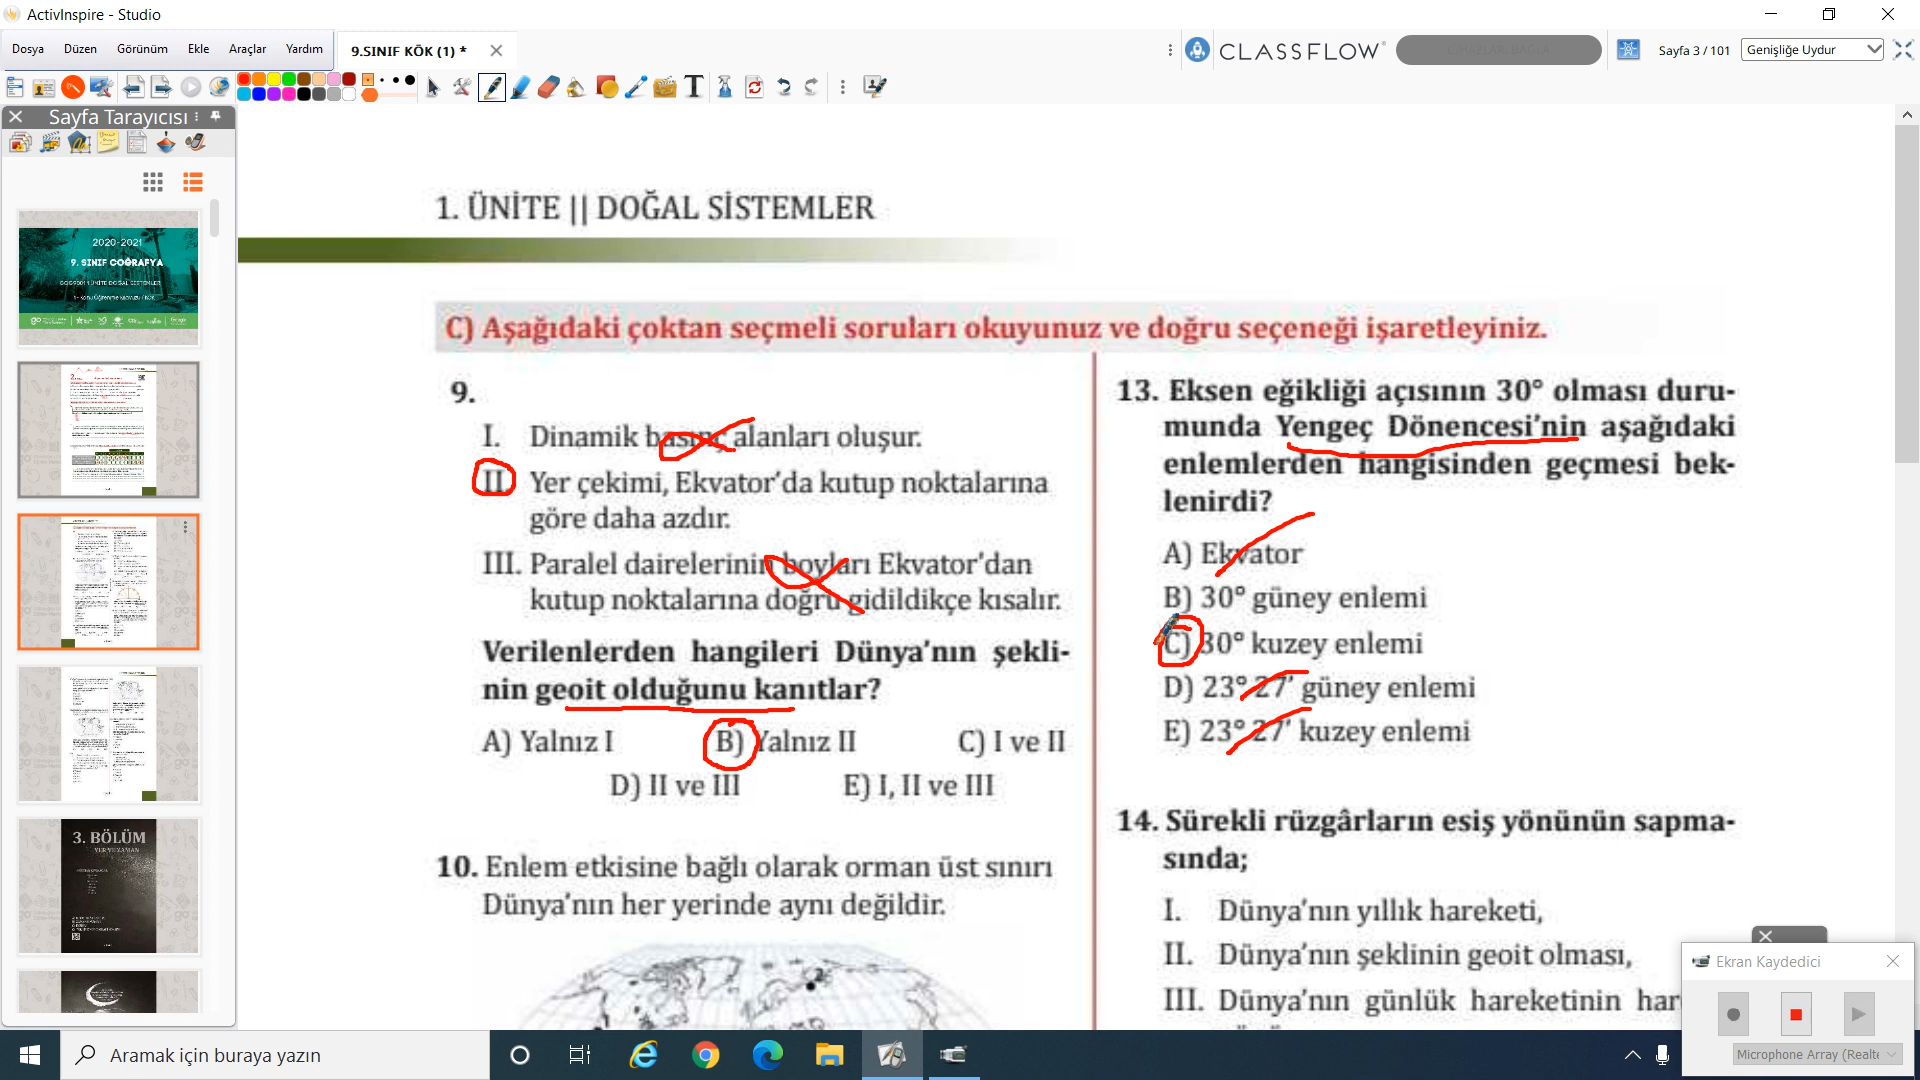 ActivInspire - Studio
Dosya Düzen Görünüm Ekle Araçlar Yardım
9.SINIF KÖK (1) *
CLASSFLOW
Sayfa 3 / 101
Genişliğe Uydur
Sayfa Tarayıcısı
2020-2021
9. SINIF COĞRAFYA
3. BÖLÜM
1. ÜNİTE || DOĞAL SİSTEMLER
C) Aşağıdaki çoktan seçmeli soruları okuyunuz ve doğru seçeneği işaretleyiniz.
9.
I. Dinamik basınç alanları oluşur.
II. Yer çekimi, Ekvator’da kutup noktalarına
göre daha azdır.
III. Paralel dairelerinin boyları Ekvator’dan
kutup noktalarına doğru gidildikçe kısalır.
Verilenlerden hangileri Dünya’nın şekli-
nin geoit olduğunu kanıtlar?
A) Yalnız I B) Yalnız II C) I ve II
D) II ve III E) I, II ve III
10. Enlem etkisine bağlı olarak orman üst sınırı
Dünya’nın her yerinde aynı değildir.
2
13. Eksen eğikliği açısının 30° olması duru-
munda Yengeç Dönencesi’nin aşağıdaki
enlemlerden hangisinden geçmesi bek-
lenirdi?
A) Ekvator
B) 30° güney enlemi
C) 30° kuzey enlemi
D) 23° 27’ güney enlemi
E) 23° 27’ kuzey enlemi
14. Sürekli rüzgârların esiş yönünün sapma-
sında;
I. Dünya’nın yıllık hareketi,
II. Dünya’nın şeklinin geoit olması,
III. Dünya’nın günlük hareketinin har
Ekran Kaydedici
Microphone Array (Realte
Aramak için buraya yazın